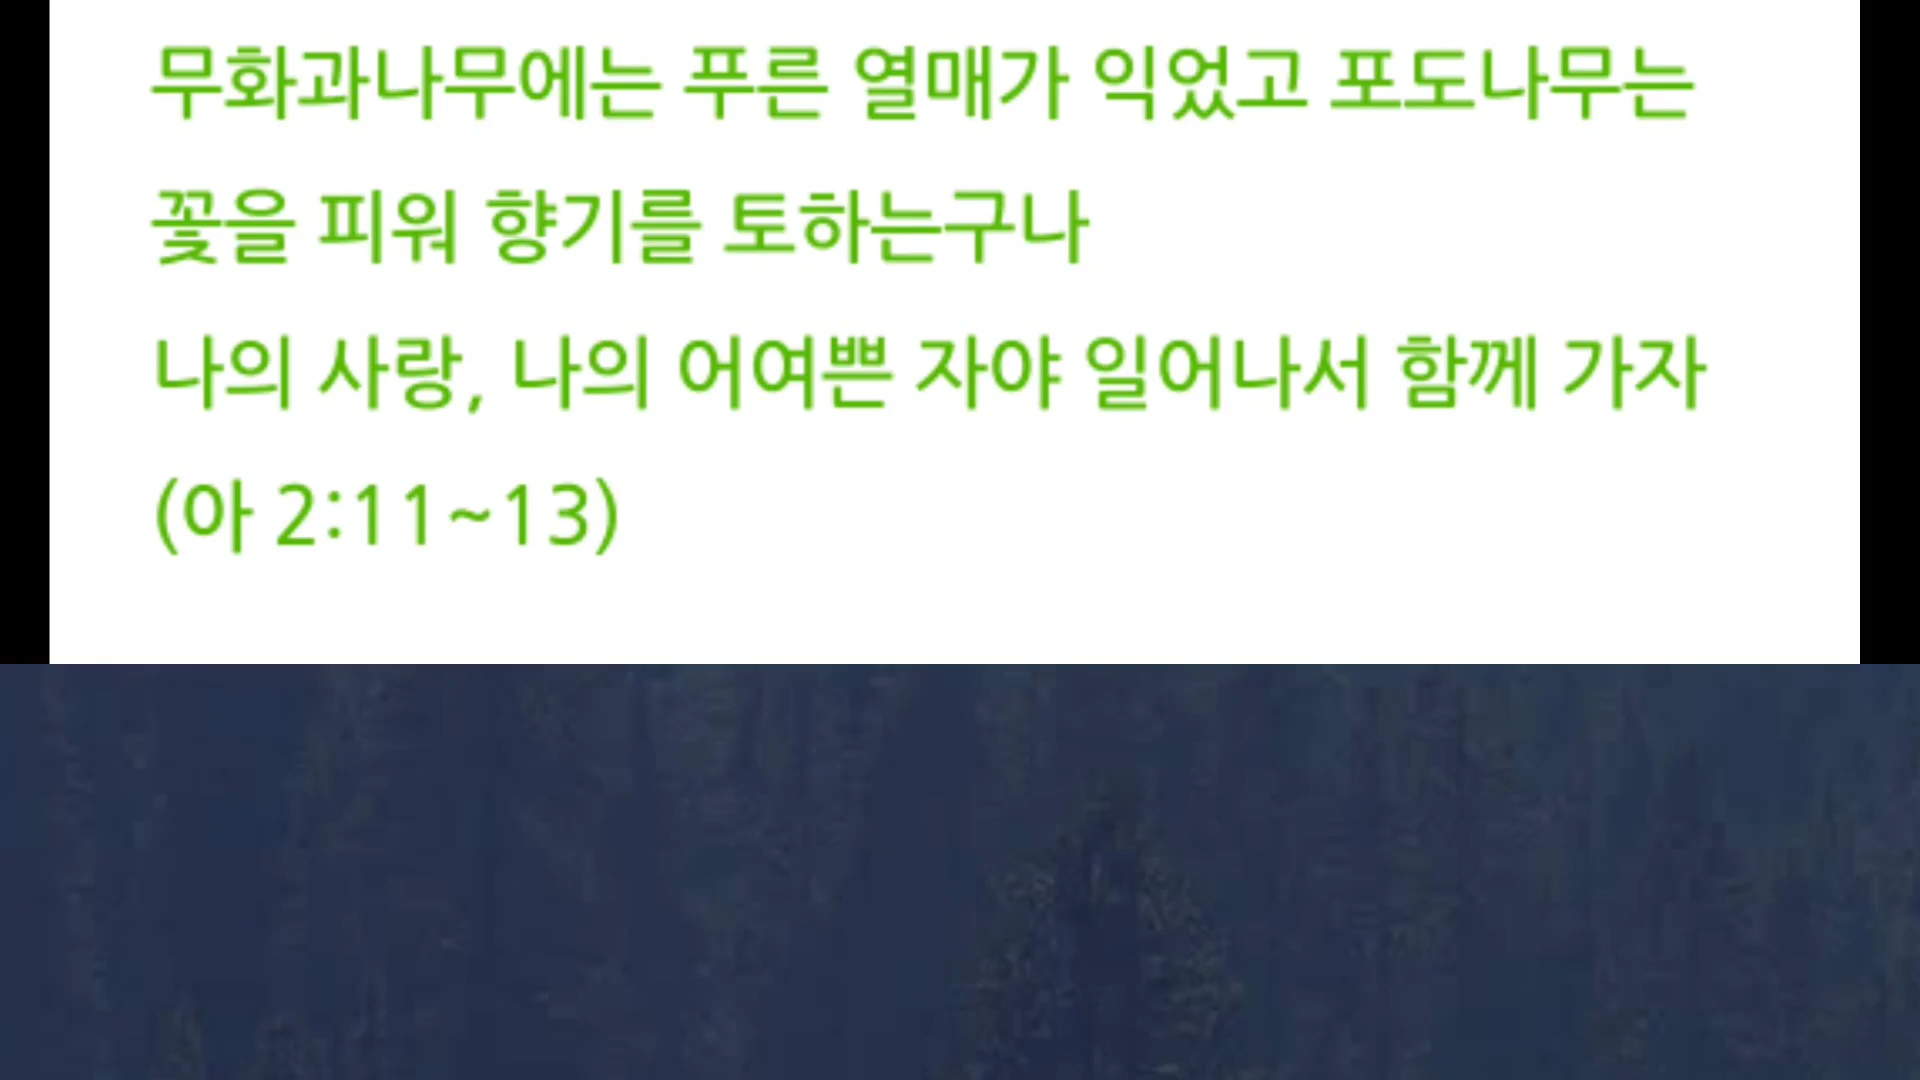 무화과나무에는 푸른 열매가 익었고 포도나무는
꽃을 피워 향기를 토하는구나
나의 사랑, 나의 어여쁜 자야 일어나서 함께 가자
(아 2:11~13)